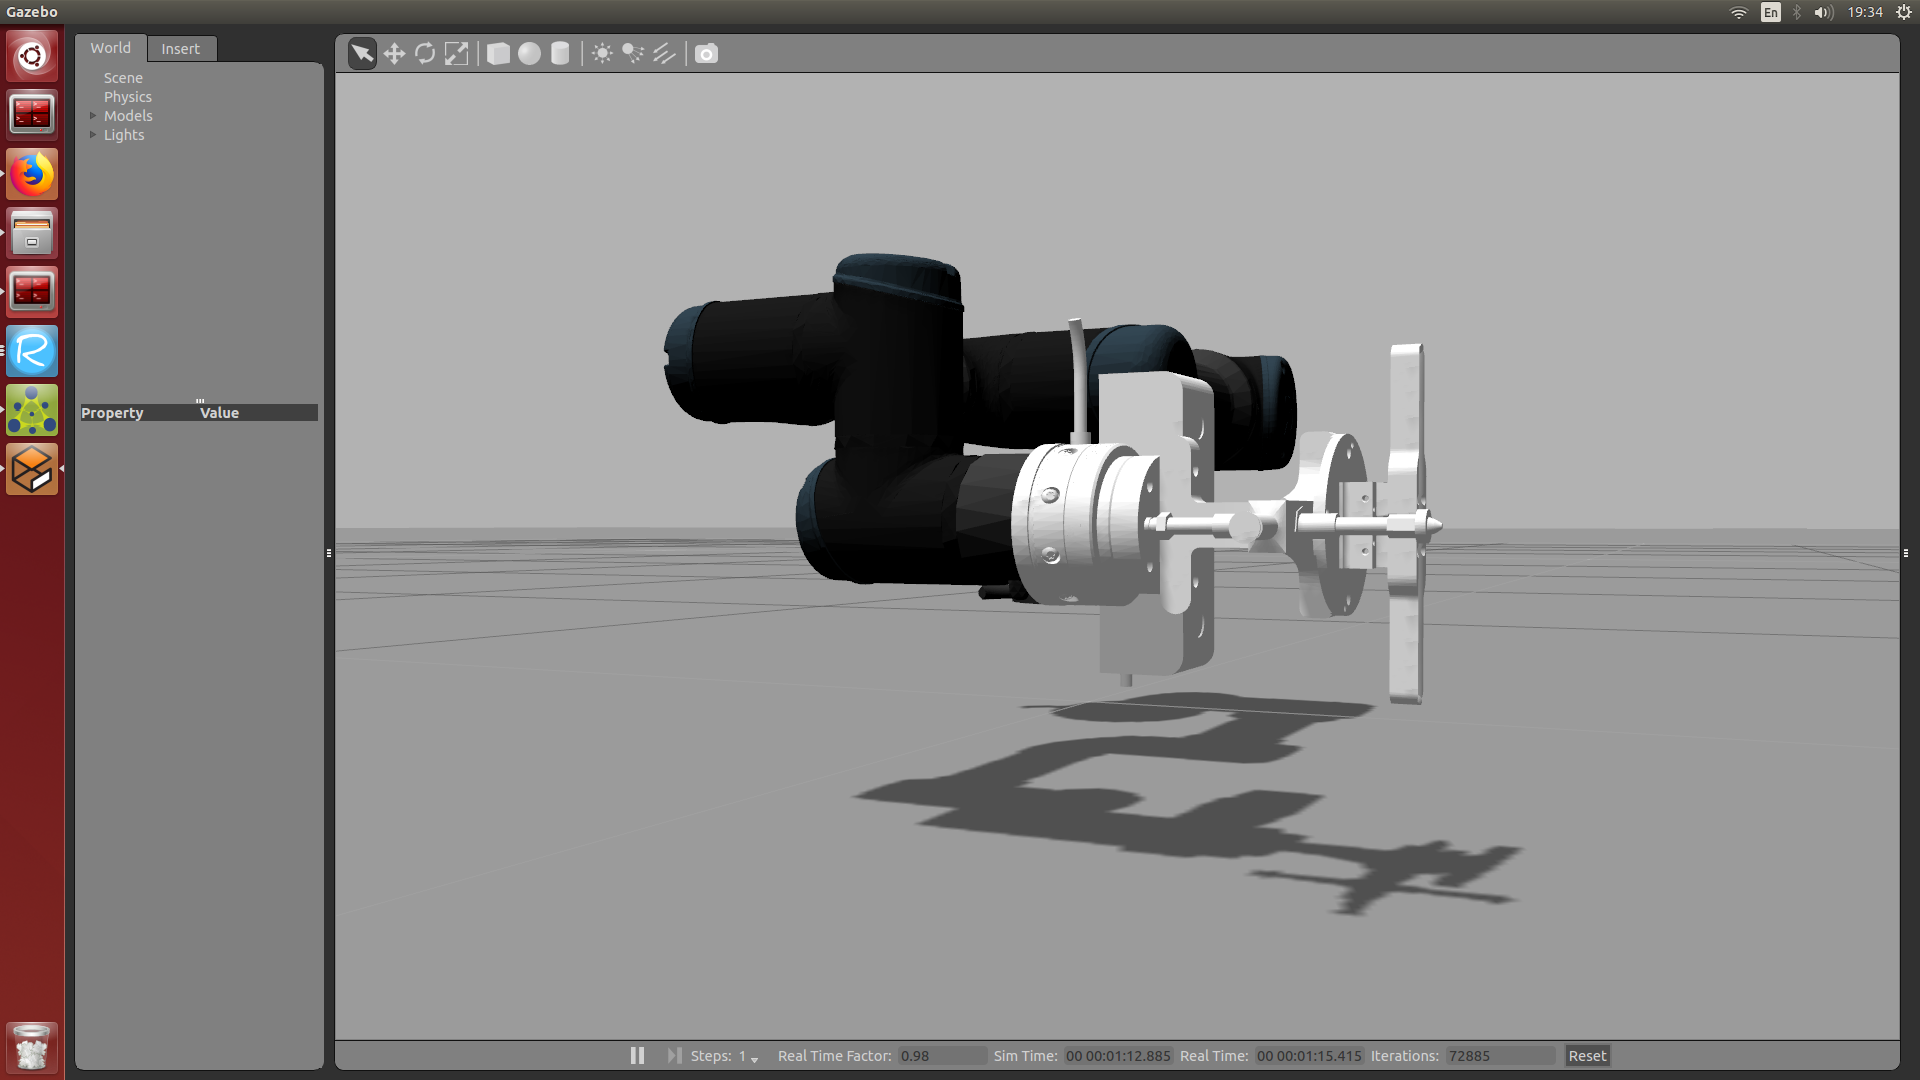 Gazebo
En
19:34
World
Insert
Scene
Physics
Models
Lights
Property Value
R
Steps: 1 Real Time Factor: 0.98 Sim Time: 00 00:01:12.885 Real Time: 00 00:01:15.415 Iterations: 72885 Reset